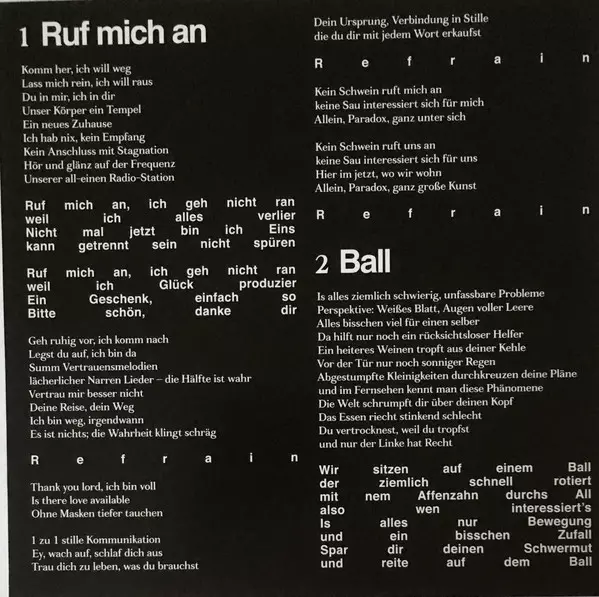 1 Ruf mich an
Komm her, ich will weg
Lass mich rein, ich will raus
Du in mir, ich in dir
Unser Körper ein Tempel
Ein neues Zuhause
Ich hab nix, kein Empfang
Kein Anschluss mit Stagnation
Hör und glänz auf der Frequenz
Unserer all-einen Radio-Station
Ruf mich an, ich geh nicht ran
weil ich alles verlier
Nicht mal jetzt bin ich Eins
kann getrennt sein nicht spüren
Ruf mich an, ich geh nicht ran
weil ich Glück produzier
Ein Geschenk, einfach so
Bitte schön, danke dir
Geh ruhig vor, ich komm nach
Legst du auf, ich bin da
Summ Vertrauensmelodien
lächerlicher Narren Lieder – die Hälfte ist wahr
Vertrau mir besser nicht
Deine Reise, dein Weg
Ich bin weg, irgendwann
Es ist nichts; die Wahrheit klingt schräg
Refrain
Thank you lord, ich bin voll
Is there love available
Ohne Masken tiefer tauchen
1 zu 1 stille Kommunikation
Ey, wach auf, schlaf dich aus
Trau dich zu leben, was du brauchst
Dein Ursprung, Verbindung in Stille
die du dir mit jedem Wort erkaufst
Refrain
Kein Schwein ruft mich an
keine Sau interessiert sich für mich
Allein, Paradox, ganz unter sich
Kein Schwein ruft uns an
keine Sau interessiert sich für uns
Hier im jetzt, wo wir wohn
Allein, Paradox, ganz große Kunst
Refrain
2 Ball
Is alles ziemlich schwierig, unfassbare Probleme
Perspektive: Weißes Blatt, Augen voller Leere
Alles bisschen viel für einen selber
Da hilft nur noch ein rücksichtsloser Helfer
Ein heiteres Weinen tropft aus deiner Kehle
Vor der Tür nur noch sonniger Regen
Abgestumpfte Kleinigkeiten durchkreuzen deine Pläne
und im Fernsehen kennt man diese Phänomene
Die Welt schrumpft dir über deinen Kopf
Das Essen riecht stinkend schlecht
Du vertrocknest, weil du tropfst
und nur der Linke hat Recht
Wir sitzen auf einem Ball
der ziemlich schnell rotiert
mit nem Affenzahn durchs All
also wen interessiert's
Is alles nur Bewegung
und ein bisschen Zufall
Spar dir deinen Schwermut
und reite auf dem Ball